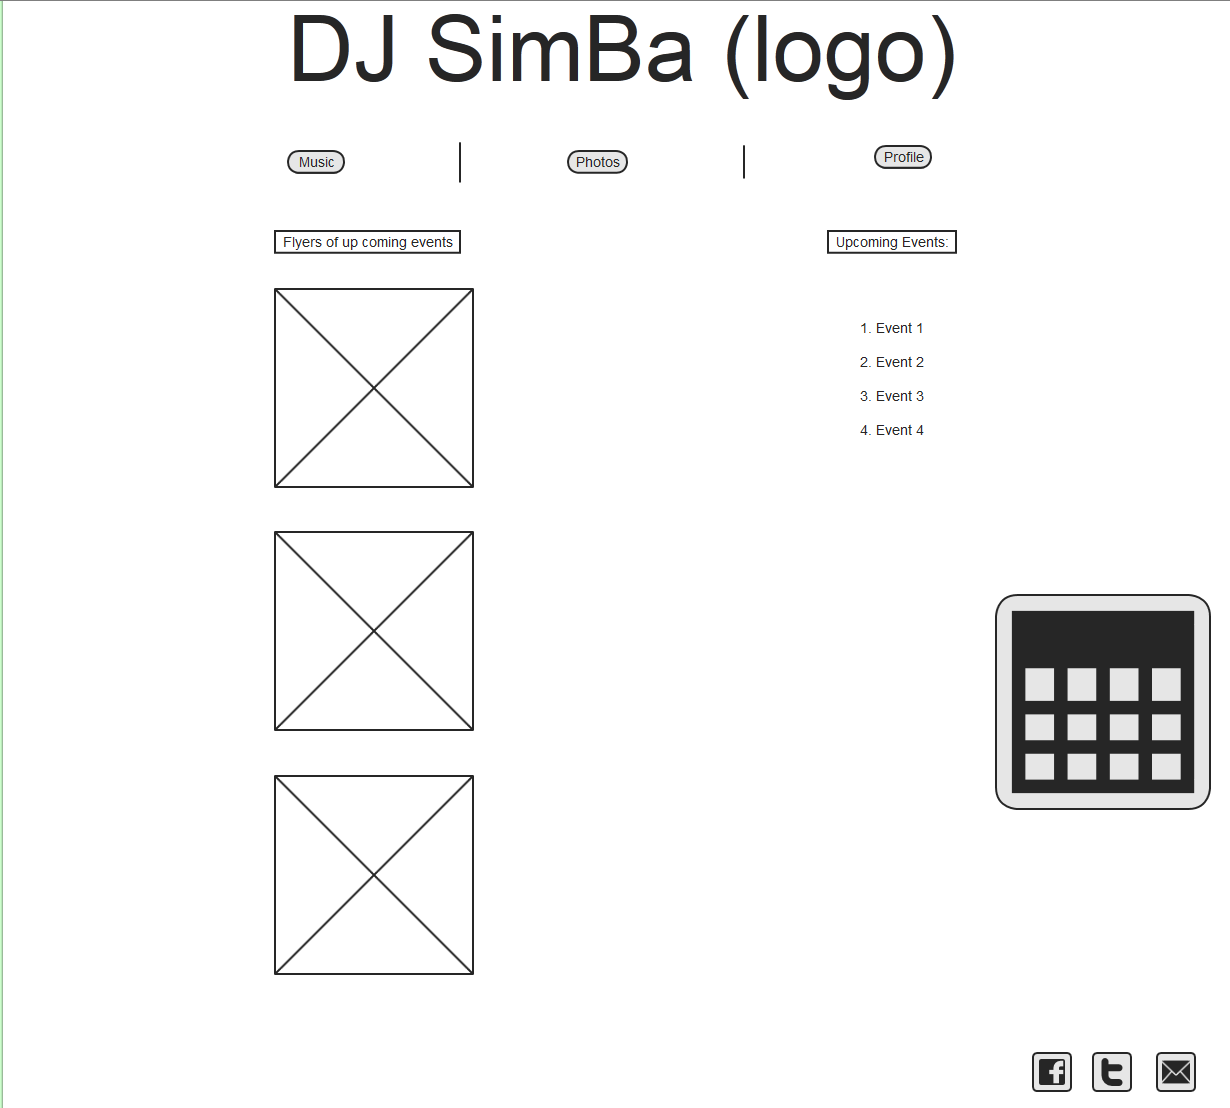 DJ SimBa (logo)
Music
Photos
Profile
Flyers of up coming events
Upcoming Events:
1. Event 1
2. Event 2
3. Event 3
4. Event 4